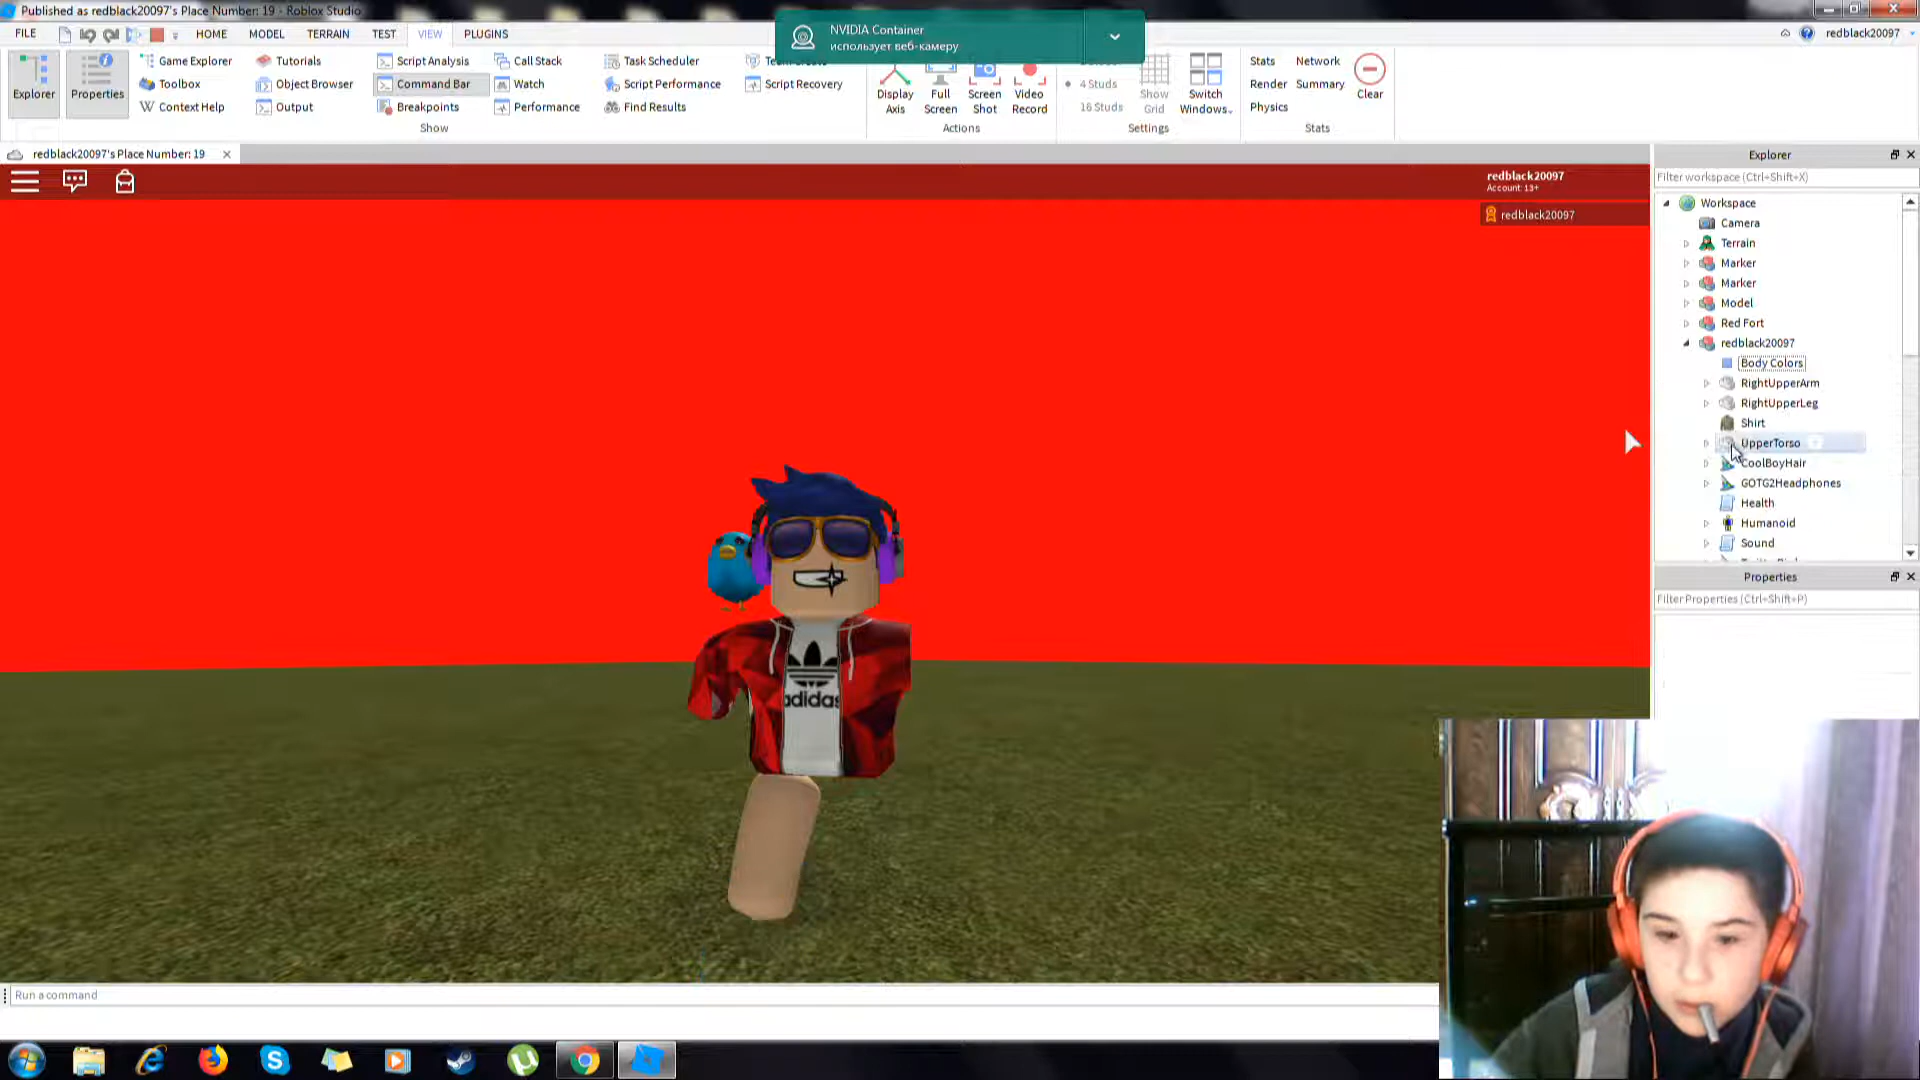 Published as redblack20097's Place Number: 19 - Roblox Studio
FILE HOME MODEL TERRAIN TEST VIEW PLUGINS
redblack20097
NVIDIA Container
использует веб-камеру
Explorer
Properties
Game Explorer
Toolbox
Context Help
Tutorials
Object Browser
Output
Script Analysis
Command Bar
Breakpoints
Call Stack
Watch
Performance
Task Scheduler
Script Performance
Find Results
Script Recovery
Show
Display Axis
Full Screen
Screen Shot
Video Record
Actions
4 Studs
16 Studs
Show Grid
Switch Windows
Settings
Stats
Network
Render
Summary
Physics
Clear
Stats
redblack20097's Place Number: 19
redblack20097
Account: 13+
redblack20097
adidas
Explorer
Filter workspace (Ctrl+Shift+X)
Workspace
Camera
Terrain
Marker
Marker
Model
Red Fort
redblack20097
Body Colors
RightUpperArm
RightUpperLeg
Shirt
UpperTorso
CoolBoyHair
GOTG2Headphones
Health
Humanoid
Sound
Properties
Filter Properties (Ctrl+Shift+P)
Run a command